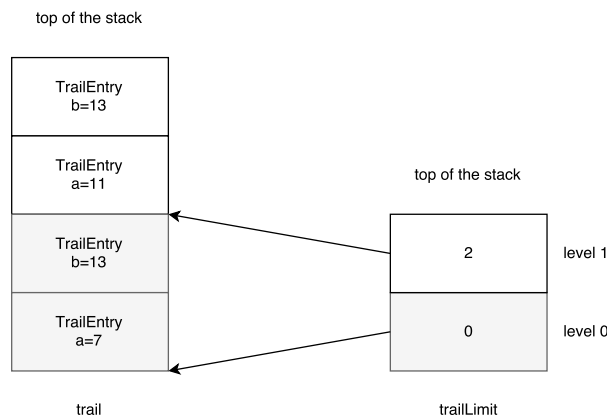 top of the stack
TrailEntry
b=13
TrailEntry
a=11
TrailEntry
b=13
TrailEntry
a=7
trail
top of the stack
2
level 1
0
level 0
trailLimit